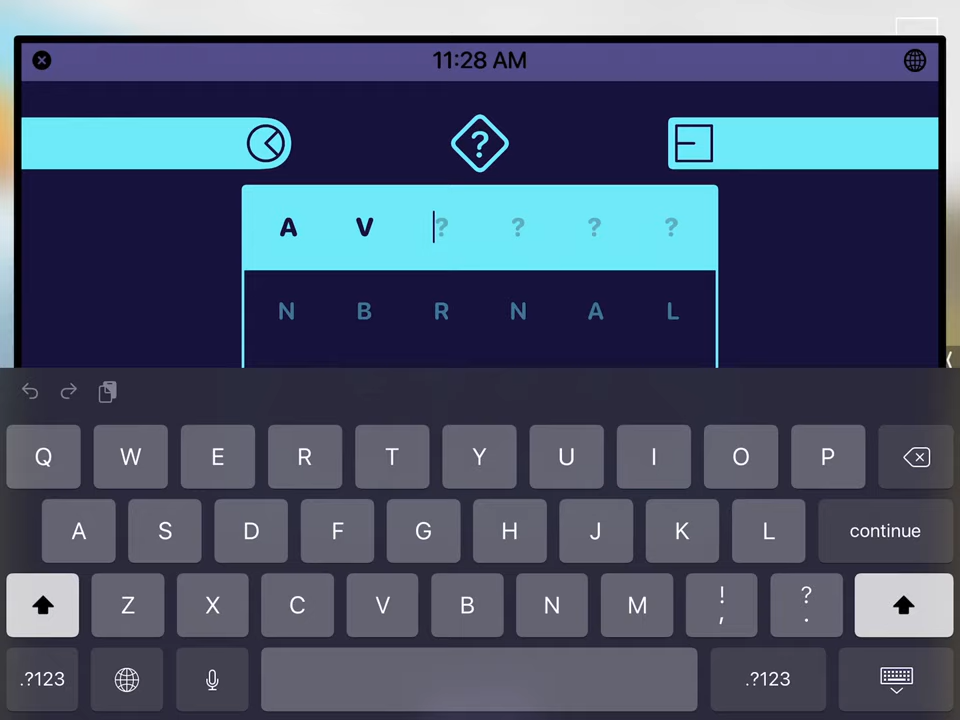 11:28 AM
?
A V ? ? ? ?
N B R N A L
Q W E R T Y U I O P
A S D F G H J K L continue
Z X C V B N M ! , ? .
.?123 .?123